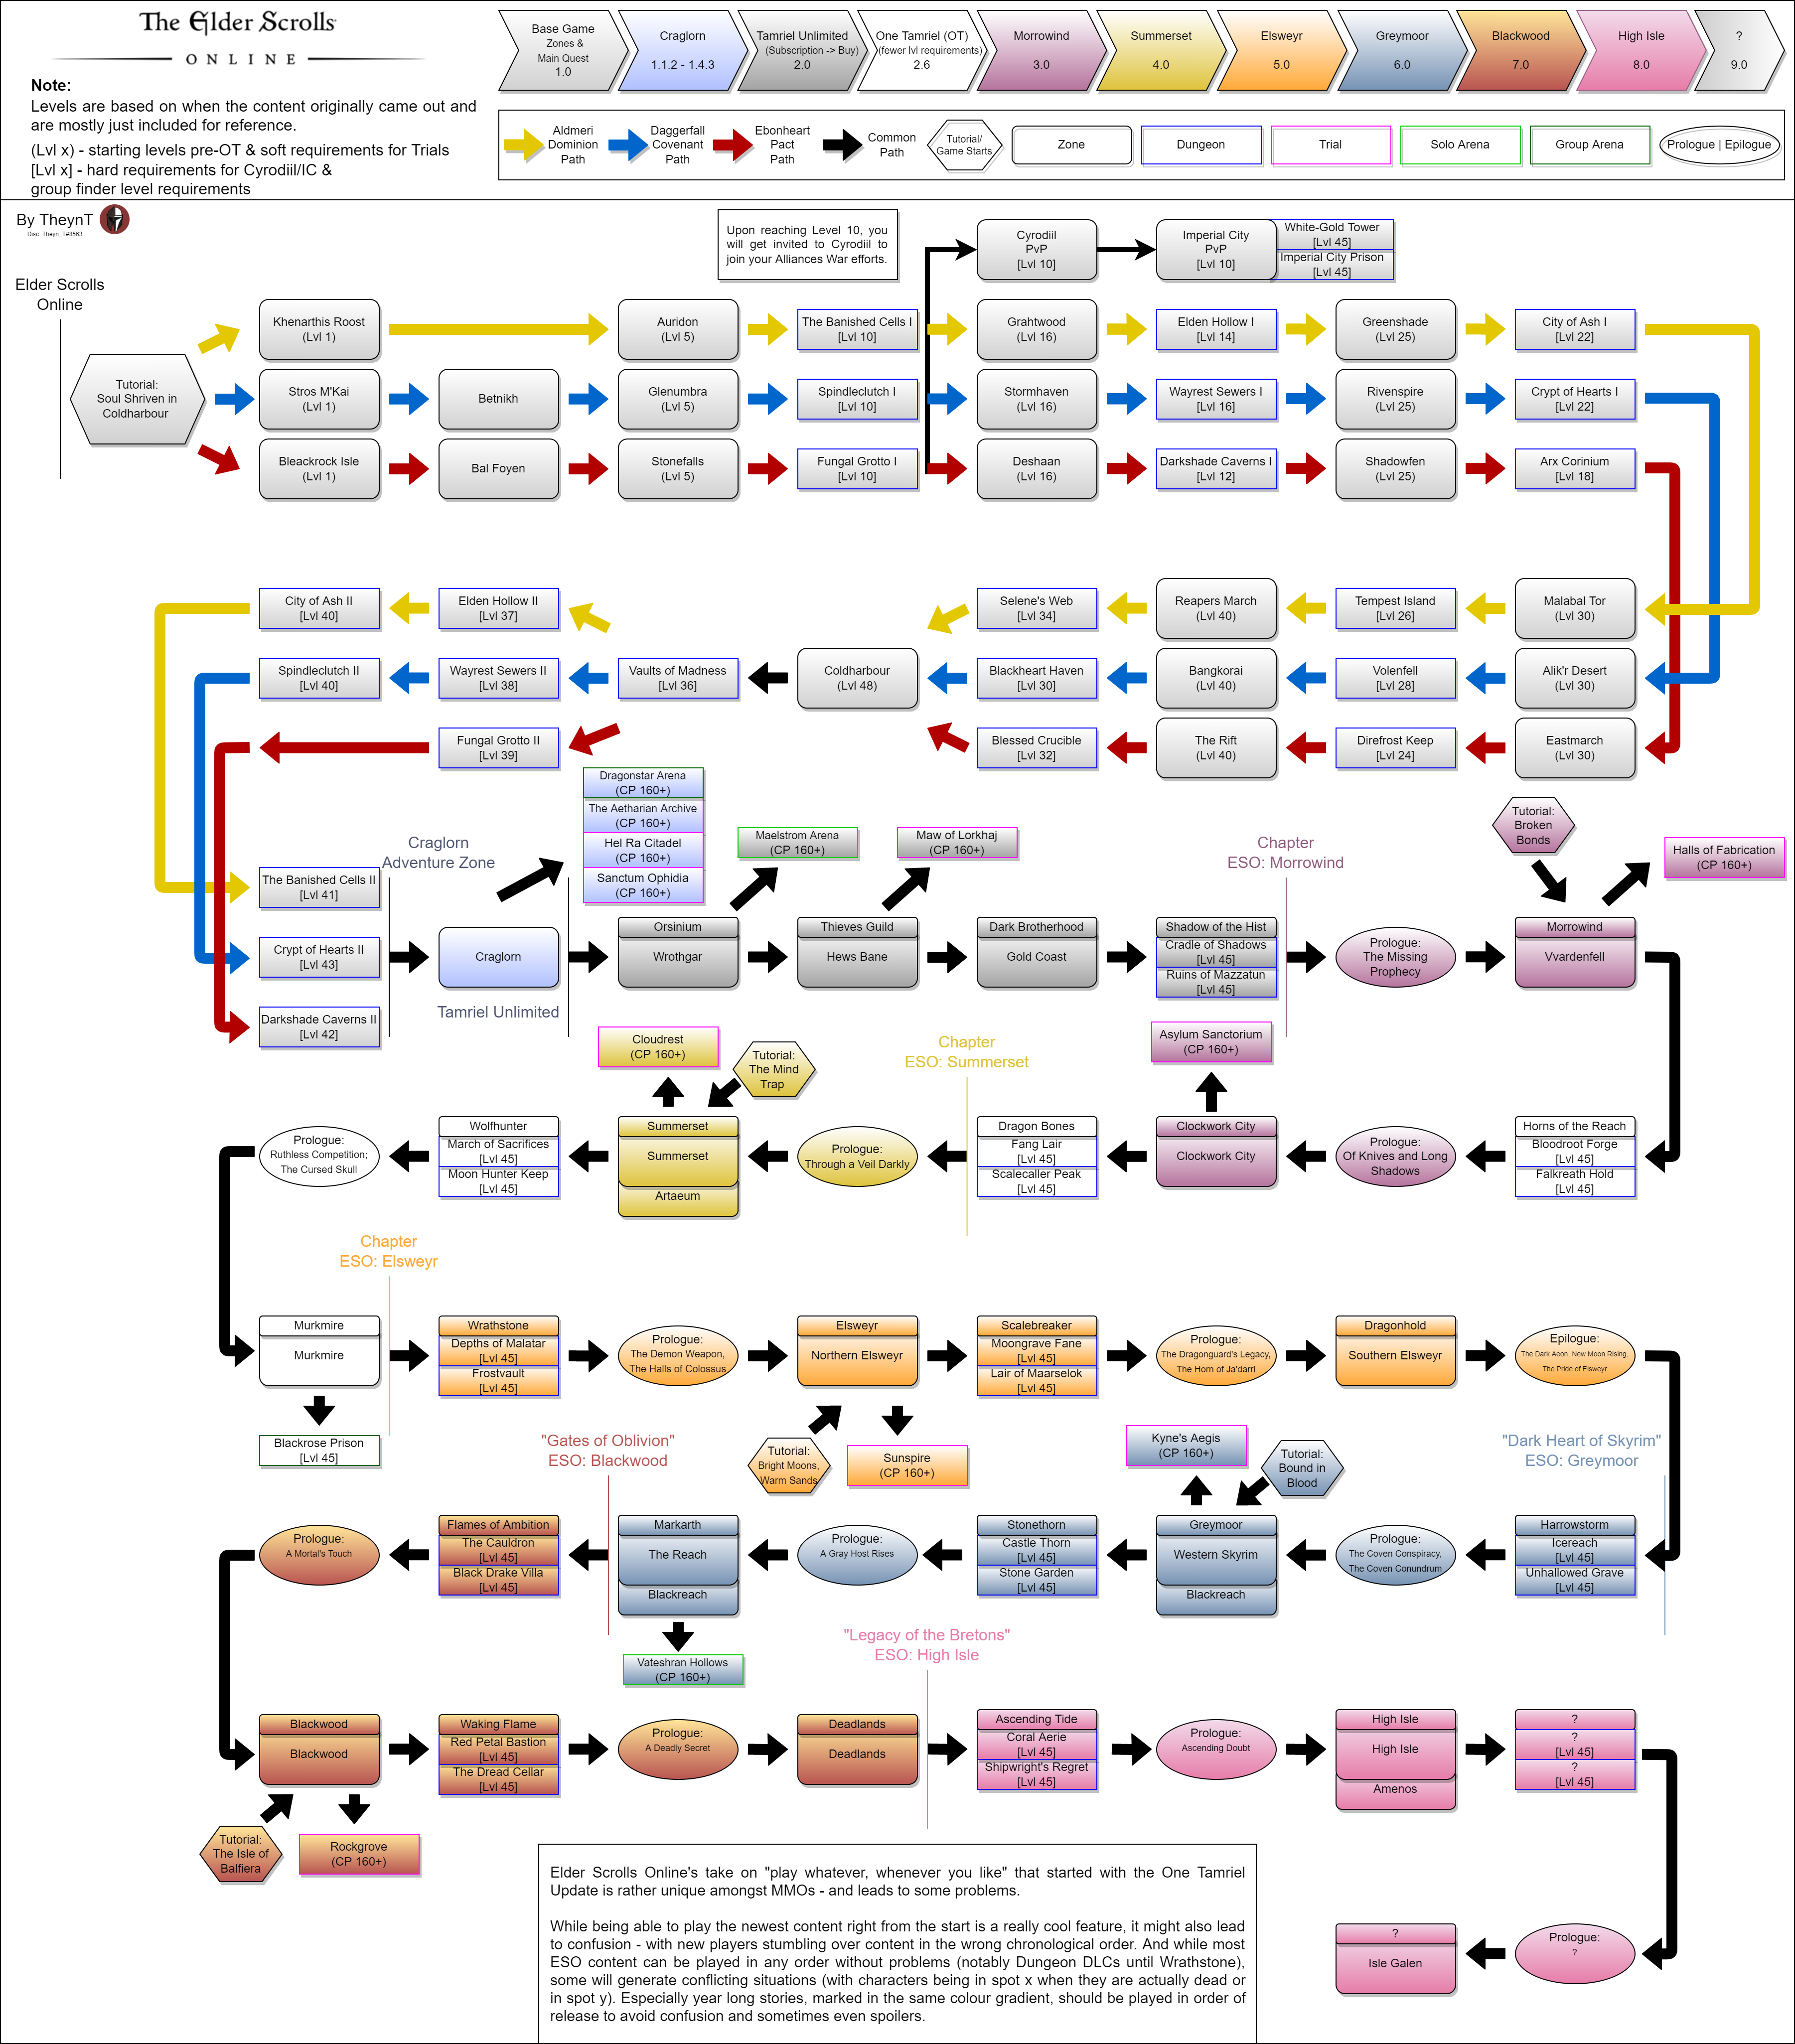 The Elder Scrolls
ONLINE
Note:
Levels are based on when the content originally came out and
are mostly just included for reference.
(Lvl x) - starting levels pre-OT & soft requirements for Trials
[Lvl x] - hard requirements for Cyrodiil/IC &
group finder level requirements
Base Game
Zones &
Main Quest
1.0
Craglorn
1.1.2 - 1.4.3
Tamriel Unlimited
(Subscription -> Buy)
2.0
One Tamriel (OT)
(fewer lvl requirements)
2.6
Morrowind
3.0
Summerset
4.0
Elsweyr
5.0
Greymoor
6.0
Blackwood
7.0
High Isle
8.0
?
9.0
Aldmeri
Dominion
Path
Daggerfall
Covenant
Path
Ebonheart
Pact
Path
Common
Path
Tutorial/
Game Starts
Zone
Dungeon
Trial
Solo Arena
Group Arena
Prologue | Epilogue
By TheynT
Disc: Theyn_T#8563
Upon reaching Level 10, you
will get invited to Cyrodiil to
join your Alliances War efforts.
Cyrodiil
PvP
[Lvl 10]
Imperial City
PvP
[Lvl 10]
White-Gold Tower
[Lvl 45]
Imperial City Prison
[Lvl 45]
Elder Scrolls
Online
Tutorial:
Soul Shriven in
Coldharbour
Khenarthis Roost
(Lvl 1)
Auridon
(Lvl 5)
The Banished Cells I
[Lvl 10]
Grahtwood
(Lvl 16)
Elden Hollow I
[Lvl 14]
Greenshade
(Lvl 25)
City of Ash I
[Lvl 22]
Stros M'Kai
(Lvl 1)
Betnikh
Glenumbra
(Lvl 5)
Spindleclutch I
[Lvl 10]
Stormhaven
(Lvl 16)
Wayrest Sewers I
[Lvl 16]
Rivenspire
(Lvl 25)
Crypt of Hearts I
[Lvl 22]
Bleackrock Isle
(Lvl 1)
Bal Foyen
Stonefalls
(Lvl 5)
Fungal Grotto I
[Lvl 10]
Deshaan
(Lvl 16)
Darkshade Caverns I
[Lvl 12]
Shadowfen
(Lvl 25)
Arx Corinium
[Lvl 18]
City of Ash II
[Lvl 40]
Elden Hollow II
[Lvl 37]
Selene's Web
[Lvl 34]
Reapers March
(Lvl 40)
Tempest Island
[Lvl 26]
Malabal Tor
(Lvl 30)
Spindleclutch II
[Lvl 40]
Wayrest Sewers II
[Lvl 38]
Vaults of Madness
[Lvl 36]
Coldharbour
(Lvl 48)
Blackheart Haven
[Lvl 30]
Bangkorai
(Lvl 40)
Volenfell
[Lvl 28]
Alik'r Desert
(Lvl 30)
Fungal Grotto II
[Lvl 39]
Blessed Crucible
[Lvl 32]
The Rift
(Lvl 40)
Direfrost Keep
[Lvl 24]
Eastmarch
(Lvl 30)
The Banished Cells II
[Lvl 41]
Crypt of Hearts II
[Lvl 43]
Darkshade Caverns II
[Lvl 42]
Craglorn
Adventure Zone
Craglorn
Tamriel Unlimited
Dragonstar Arena
(CP 160+)
The Aetharian Archive
(CP 160+)
Hel Ra Citadel
(CP 160+)
Sanctum Ophidia
(CP 160+)
Orsinium
Wrothgar
Maelstrom Arena
(CP 160+)
Thieves Guild
Hews Bane
Maw of Lorkhaj
(CP 160+)
Dark Brotherhood
Gold Coast
Shadow of the Hist
Cradle of Shadows
[Lvl 45]
Ruins of Mazzatun
[Lvl 45]
Chapter
ESO: Morrowind
Prologue:
The Missing
Prophecy
Tutorial:
Broken
Bonds
Morrowind
Vvardenfell
Halls of Fabrication
(CP 160+)
Horns of the Reach
Bloodroot Forge
[Lvl 45]
Falkreath Hold
[Lvl 45]
Prologue:
Of Knives and Long
Shadows
Asylum Sanctorium
(CP 160+)
Clockwork City
Clockwork City
Dragon Bones
Fang Lair
[Lvl 45]
Scalecaller Peak
[Lvl 45]
Chapter
ESO: Summerset
Prologue:
Through a Veil Darkly
Tutorial:
The Mind
Trap
Cloudrest
(CP 160+)
Summerset
Summerset
Artaeum
Wolfhunter
March of Sacrifices
[Lvl 45]
Moon Hunter Keep
[Lvl 45]
Prologue:
Ruthless Competition;
The Cursed Skull
Murkmire
Murkmire
Blackrose Prison
[Lvl 45]
Chapter
ESO: Elsweyr
Wrathstone
Depths of Malatar
[Lvl 45]
Frostvault
[Lvl 45]
Prologue:
The Demon Weapon,
The Halls of Colossus
Elsweyr
Northern Elsweyr
Tutorial:
Bright Moons,
Warm Sands
Sunspire
(CP 160+)
Scalebreaker
Moongrave Fane
[Lvl 45]
Lair of Maarselok
[Lvl 45]
Prologue:
The Dragonguard's Legacy,
The Horn of Ja'darri
Dragonhold
Southern Elsweyr
Epilogue:
The Dark Aeon, New Moon Rising,
The Pride of Elsweyr
"Dark Heart of Skyrim"
ESO: Greymoor
Harrowstorm
Icereach
[Lvl 45]
Unhallowed Grave
[Lvl 45]
Prologue:
The Coven Conspiracy,
The Coven Conundrum
Kyne's Aegis
(CP 160+)
Tutorial:
Bound in
Blood
Greymoor
Western Skyrim
Blackreach
Stonethorn
Castle Thorn
[Lvl 45]
Stone Garden
[Lvl 45]
Prologue:
A Gray Host Rises
Markarth
The Reach
Blackreach
Vateshran Hollows
(CP 160+)
"Gates of Oblivion"
ESO: Blackwood
Flames of Ambition
The Cauldron
[Lvl 45]
Black Drake Villa
[Lvl 45]
Prologue:
A Mortal's Touch
Blackwood
Blackwood
Tutorial:
The Isle of
Balfiera
Rockgrove
(CP 160+)
Waking Flame
Red Petal Bastion
[Lvl 45]
The Dread Cellar
[Lvl 45]
Prologue:
A Deadly Secret
Deadlands
Deadlands
"Legacy of the Bretons"
ESO: High Isle
Ascending Tide
Coral Aerie
[Lvl 45]
Shipwright's Regret
[Lvl 45]
Prologue:
Ascending Doubt
High Isle
High Isle
Amenos
?
?
[Lvl 45]
?
[Lvl 45]
Prologue:
?
?
Isle Galen
Elder Scrolls Online's take on "play whatever, whenever you like" that started with the One Tamriel
Update is rather unique amongst MMOs - and leads to some problems.
While being able to play the newest content right from the start is a really cool feature, it might also lead
to confusion - with new players stumbling over content in the wrong chronological order. And while most
ESO content can be played in any order without problems (notably Dungeon DLCs until Wrathstone),
some will generate conflicting situations (with characters being in spot x when they are actually dead or
in spot y). Especially year long stories, marked in the same colour gradient, should be played in order of
release to avoid confusion and sometimes even spoilers.